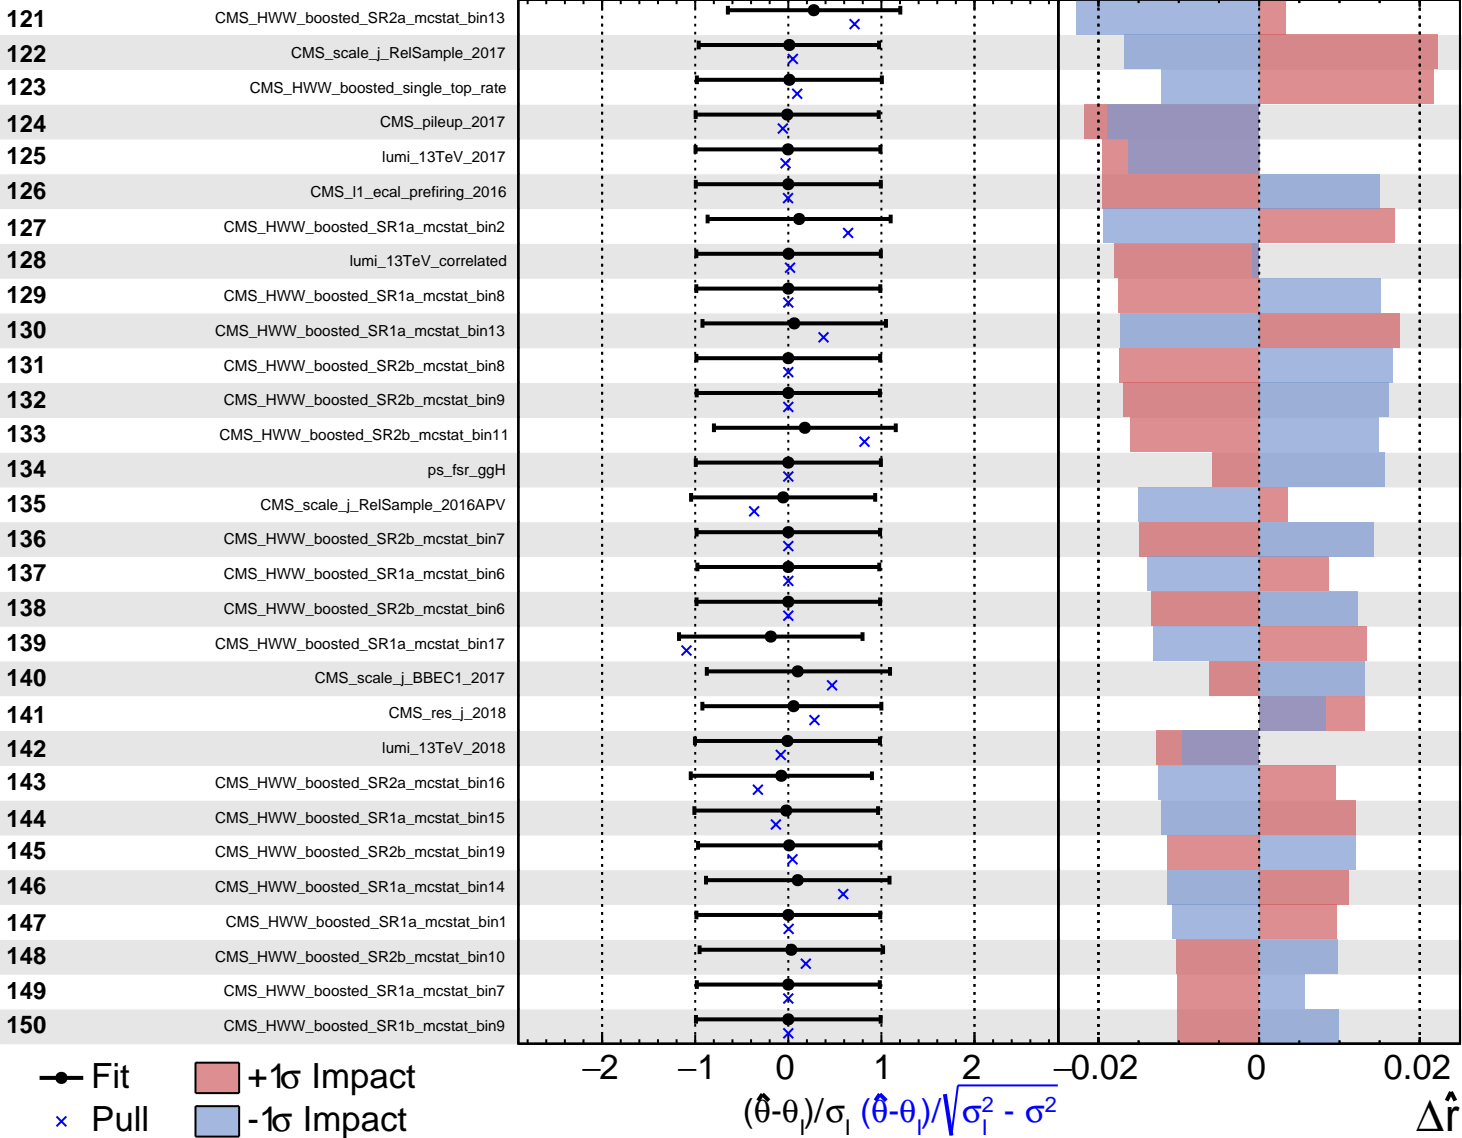 121 CMS_HWW_boosted_SR2a_mcstat_bin13
122 CMS_scale_j_RelSample_2017
123 CMS_HWW_boosted_single_top_rate
124 CMS_pileup_2017
125 lumi_13TeV_2017
126 CMS_l1_ecal_prefiring_2016
127 CMS_HWW_boosted_SR1a_mcstat_bin2
128 lumi_13TeV_correlated
129 CMS_HWW_boosted_SR1a_mcstat_bin8
130 CMS_HWW_boosted_SR1a_mcstat_bin13
131 CMS_HWW_boosted_SR2b_mcstat_bin8
132 CMS_HWW_boosted_SR2b_mcstat_bin9
133 CMS_HWW_boosted_SR2b_mcstat_bin11
134 ps_fsr_ggH
135 CMS_scale_j_RelSample_2016APV
136 CMS_HWW_boosted_SR2b_mcstat_bin7
137 CMS_HWW_boosted_SR1a_mcstat_bin6
138 CMS_HWW_boosted_SR2b_mcstat_bin6
139 CMS_HWW_boosted_SR1a_mcstat_bin17
140 CMS_scale_j_BBEC1_2017
141 CMS_res_j_2018
142 lumi_13TeV_2018
143 CMS_HWW_boosted_SR2a_mcstat_bin16
144 CMS_HWW_boosted_SR1a_mcstat_bin15
145 CMS_HWW_boosted_SR2b_mcstat_bin19
146 CMS_HWW_boosted_SR1a_mcstat_bin14
147 CMS_HWW_boosted_SR1a_mcstat_bin1
148 CMS_HWW_boosted_SR2b_mcstat_bin10
149 CMS_HWW_boosted_SR1a_mcstat_bin7
150 CMS_HWW_boosted_SR1b_mcstat_bin9
−2 −1 0 1 2 −0.02 0 0.02
Fit +1σ Impact
Pull -1σ Impact
(θ̂-θ_I)/σ_I (θ̂-θ_I)/√(σ_I² - σ²) Δr̂